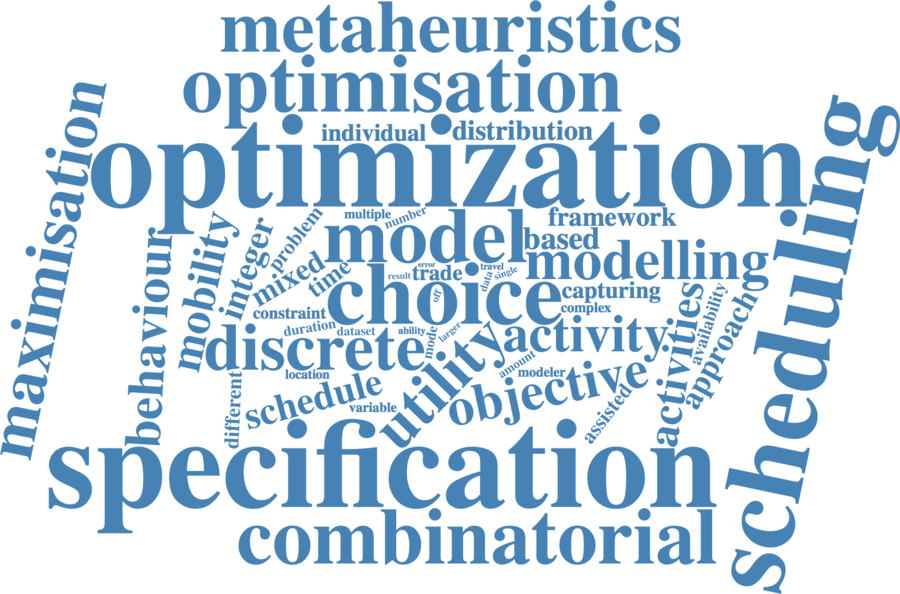 metaheuristics
optimisation
individual
distribution
optimization
maximisation
scheduling
multiple
number
framework
problem
integer
mobility
behaviour
model
based
modelling
mixed
time
error
result
trade
travel
single
data
off
choice
capturing
complex
constraint
duration
dataset
ability
mode
larger
activity
activities
availability
approach
discrete
utility
amount
modeler
objective
location
different
schedule
variable
assisted
specification
combinatorial